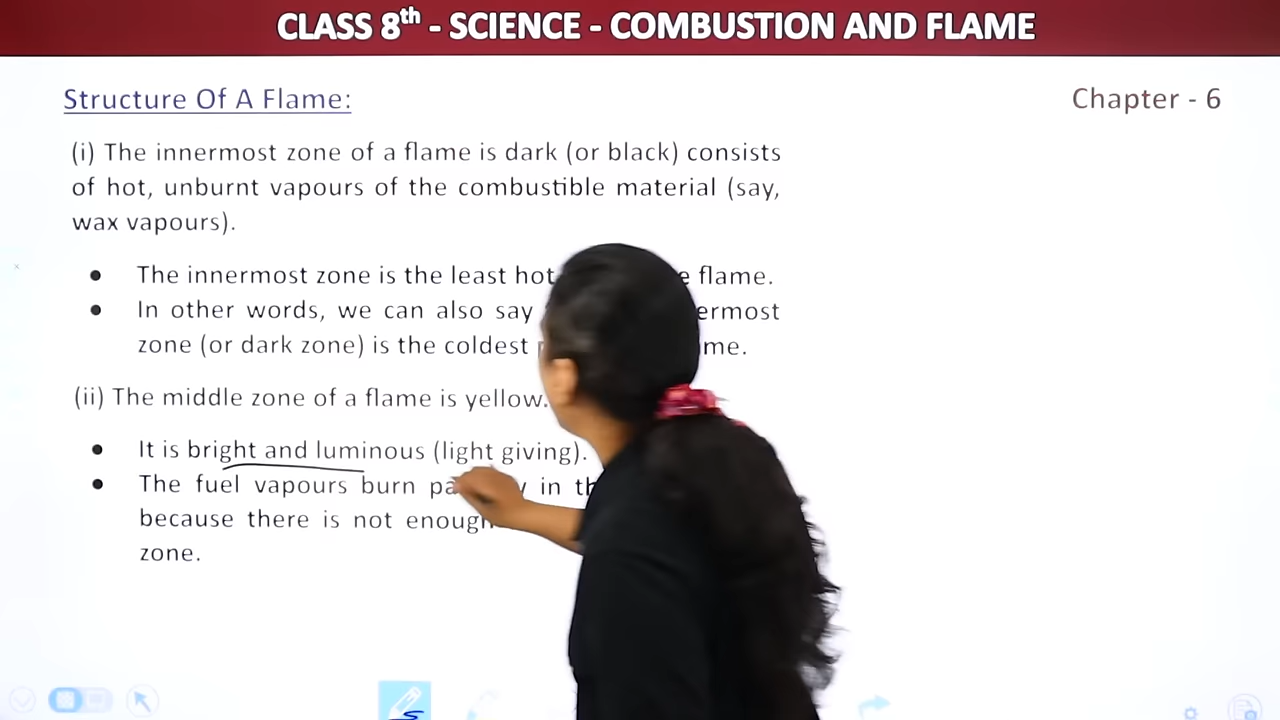 CLASS 8th - SCIENCE - COMBUSTION AND FLAME
Structure Of A Flame:
Chapter - 6
(i) The innermost zone of a flame is dark (or black) consists
of hot, unburnt vapours of the combustible material (say,
wax vapours).
• The innermost zone is the least hot flame.
• In other words, we can also say
zone (or dark zone) is the coldest
(ii) The middle zone of a flame is yellow.
• It is bright and luminous (light giving).
• The fuel vapours burn in
because there is not enough
zone.